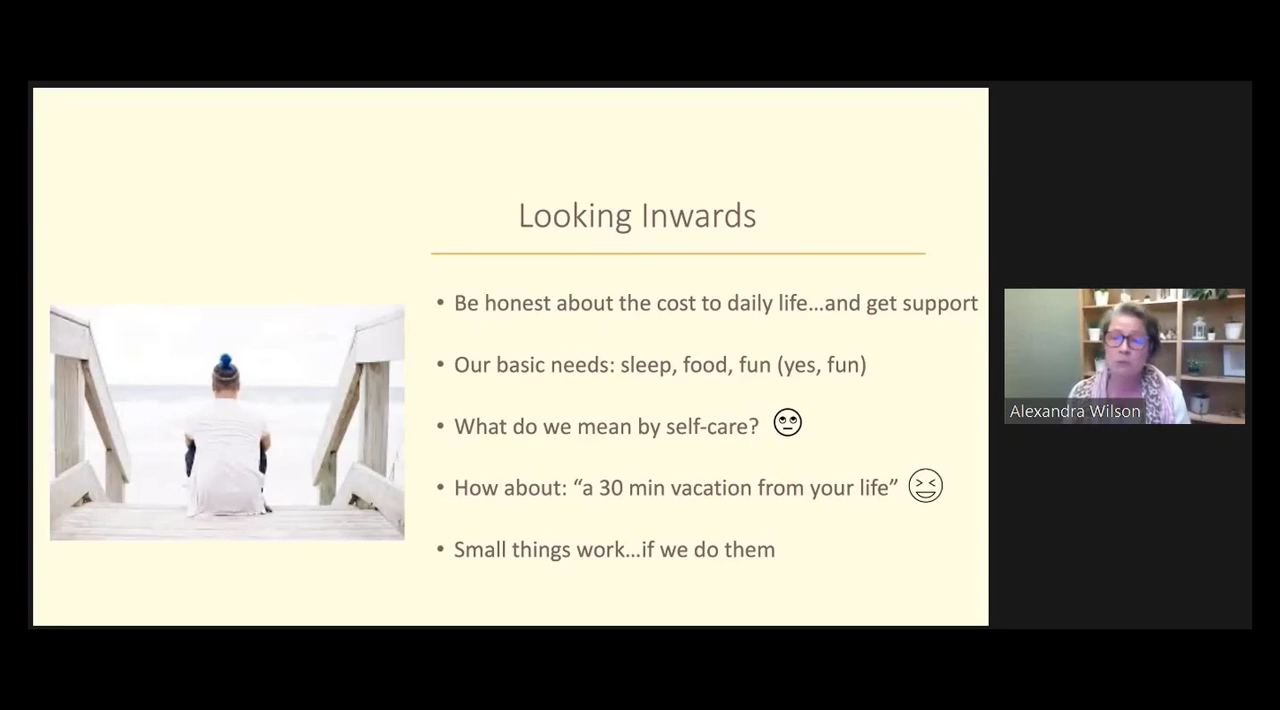 Looking Inwards
• Be honest about the cost to daily life...and get support
• Our basic needs: sleep, food, fun (yes, fun)
• What do we mean by self-care?
• How about: “a 30 min vacation from your life”
• Small things work...if we do them
Alexandra Wilson